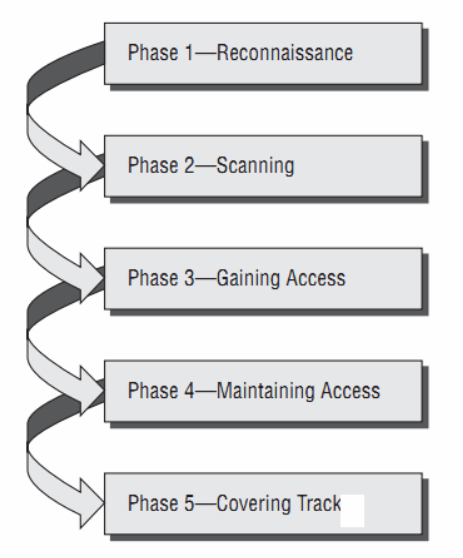 Phase 1—Reconnaissance
Phase 2—Scanning
Phase 3—Gaining Access
Phase 4—Maintaining Access
Phase 5—Covering Track